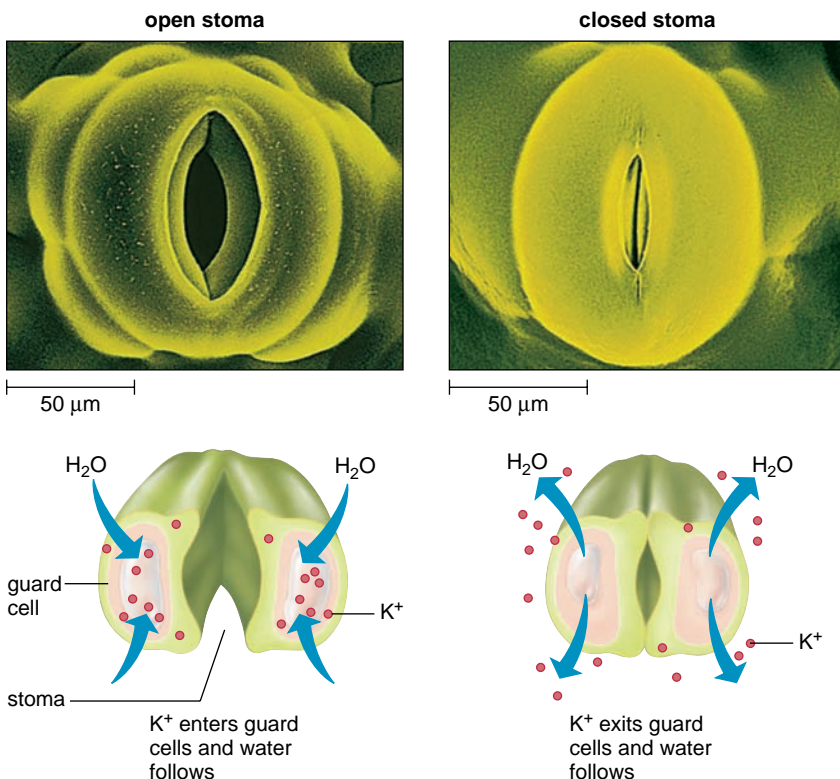 open stoma
closed stoma
50 μm
50 μm
H₂O
H₂O
guard
cell
K⁺
stoma
K⁺ enters guard
cells and water
follows
H₂O
H₂O
K⁺
K⁺ exits guard
cells and water
follows